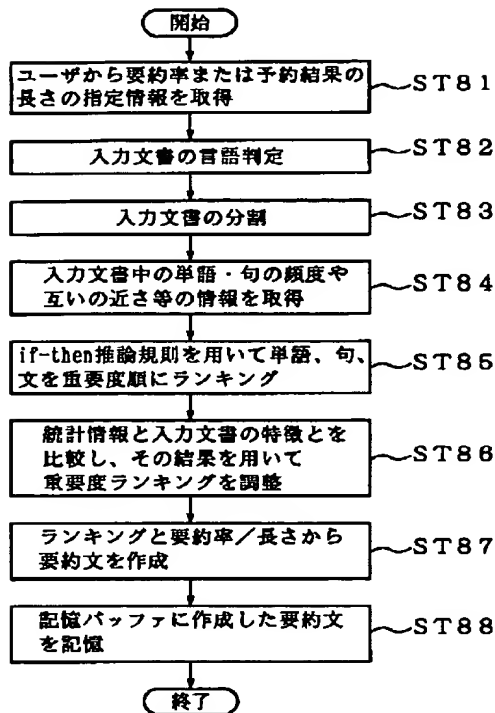 開始
ユーザから要約率または予約結果の
長さの指定情報を取得
ST81
入力文書の言語判定
ST82
入力文書の分割
ST83
入力文書中の単語・句の頻度や
互いの近さ等の情報を取得
ST84
if-then推論規則を用いて単語、句、
文を重要度順にランキング
ST85
統計情報と入力文書の特徴とを
比較し、その結果を用いて
重要度ランキングを調整
ST86
ランキングと要約率／長さから
要約文を作成
ST87
記憶バッファに作成した要約文
を記憶
ST88
終了